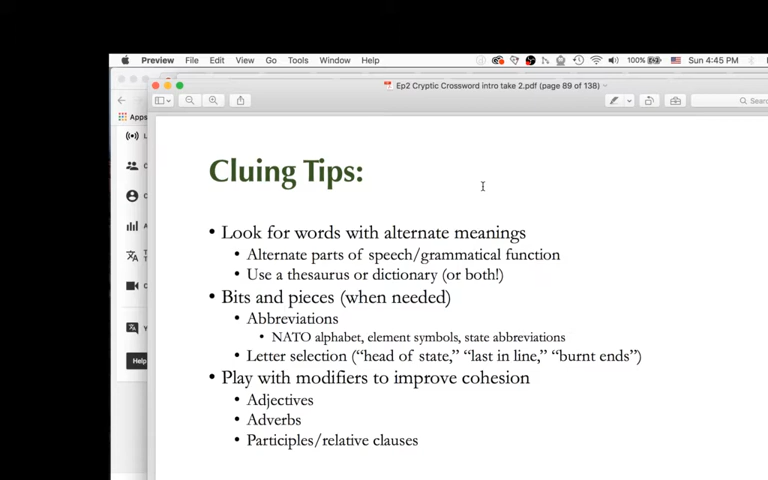 Preview File Edit View Go Tools Window Help 100% Sun 4:45 PM
Ep2 Cryptic Crossword intro take 2.pdf (page 89 of 138)
Apps
Cluing Tips:
• Look for words with alternate meanings
• Alternate parts of speech/grammatical function
• Use a thesaurus or dictionary (or both!)
• Bits and pieces (when needed)
• Abbreviations
• NATO alphabet, element symbols, state abbreviations
• Letter selection (“head of state,” “last in line,” “burnt ends”)
Help
• Play with modifiers to improve cohesion
• Adjectives
• Adverbs
• Participles/relative clauses